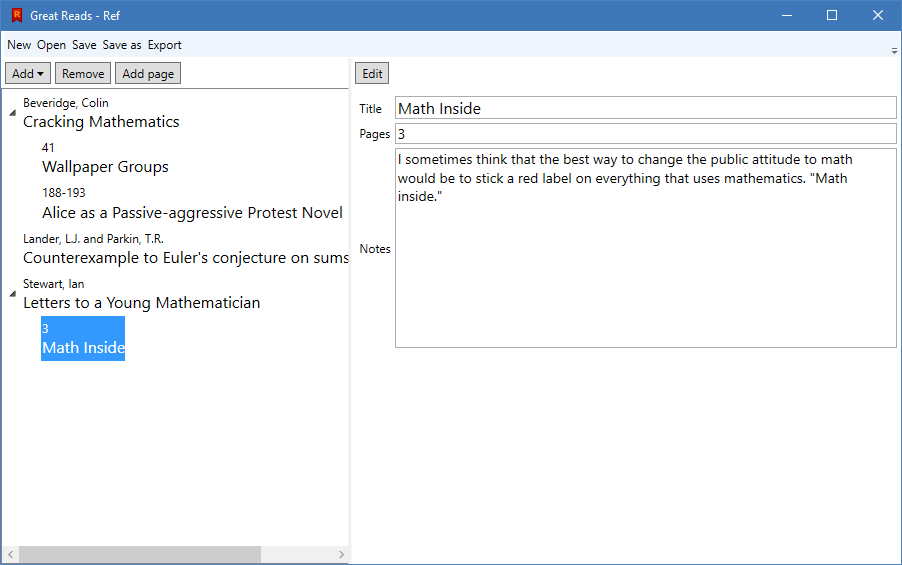 R
Great Reads - Ref
New Open Save Save as Export
Add Remove Add page
Edit
Beveridge, Colin
Cracking Mathematics
41
Wallpaper Groups
188-193
Alice as a Passive-aggressive Protest Novel
Lander, L.J. and Parkin, T.R.
Counterexample to Euler's conjecture on sums
Stewart, Ian
Letters to a Young Mathematician
3
Math Inside
Title Math Inside
Pages 3
Notes
I sometimes think that the best way to change the public attitude to math
would be to stick a red label on everything that uses mathematics. "Math
inside."